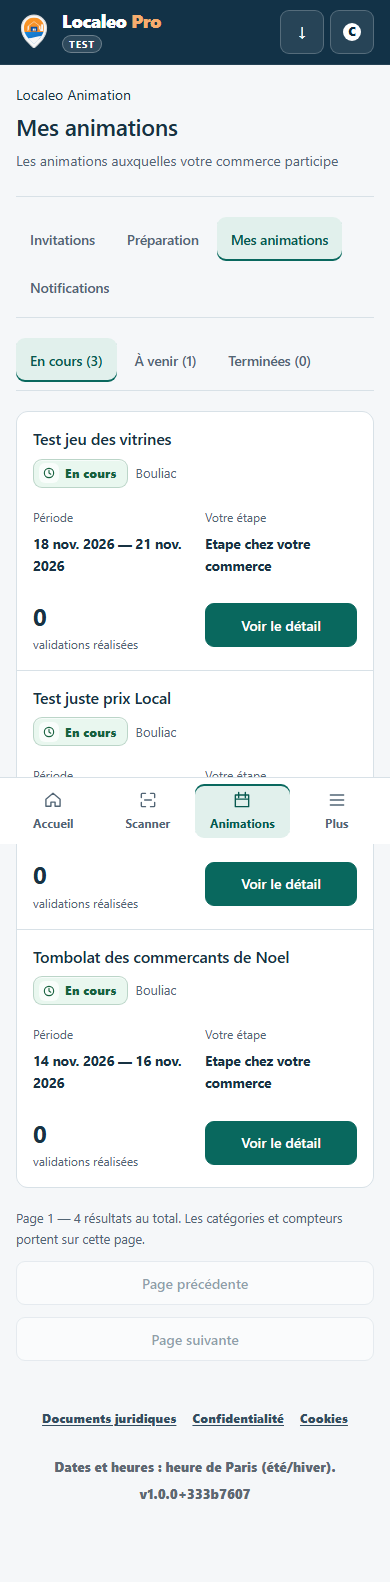 Localeo Pro
TEST
↓
C
Localeo Animation
Mes animations
Les animations auxquelles votre commerce participe
Invitations
Préparation
Mes animations
Notifications
En cours (3)
À venir (1)
Terminées (0)
Test jeu des vitrines
En cours
Bouliac
Période
Votre étape
18 nov. 2026 — 21 nov.
2026
Etape chez votre
commerce
0
validations réalisées
Voir le détail
Test juste prix Local
En cours
Bouliac
Période
Votre étape
Accueil
Scanner
Animations
Plus
0
validations réalisées
Voir le détail
Tombolat des commercants de Noel
En cours
Bouliac
Période
Votre étape
14 nov. 2026 — 16 nov.
2026
Etape chez votre
commerce
0
validations réalisées
Voir le détail
Page 1 — 4 résultats au total. Les catégories et compteurs
portent sur cette page.
Page précédente
Page suivante
Documents juridiques
Confidentialité
Cookies
Dates et heures : heure de Paris (été/hiver).
v1.0.0+333b7607